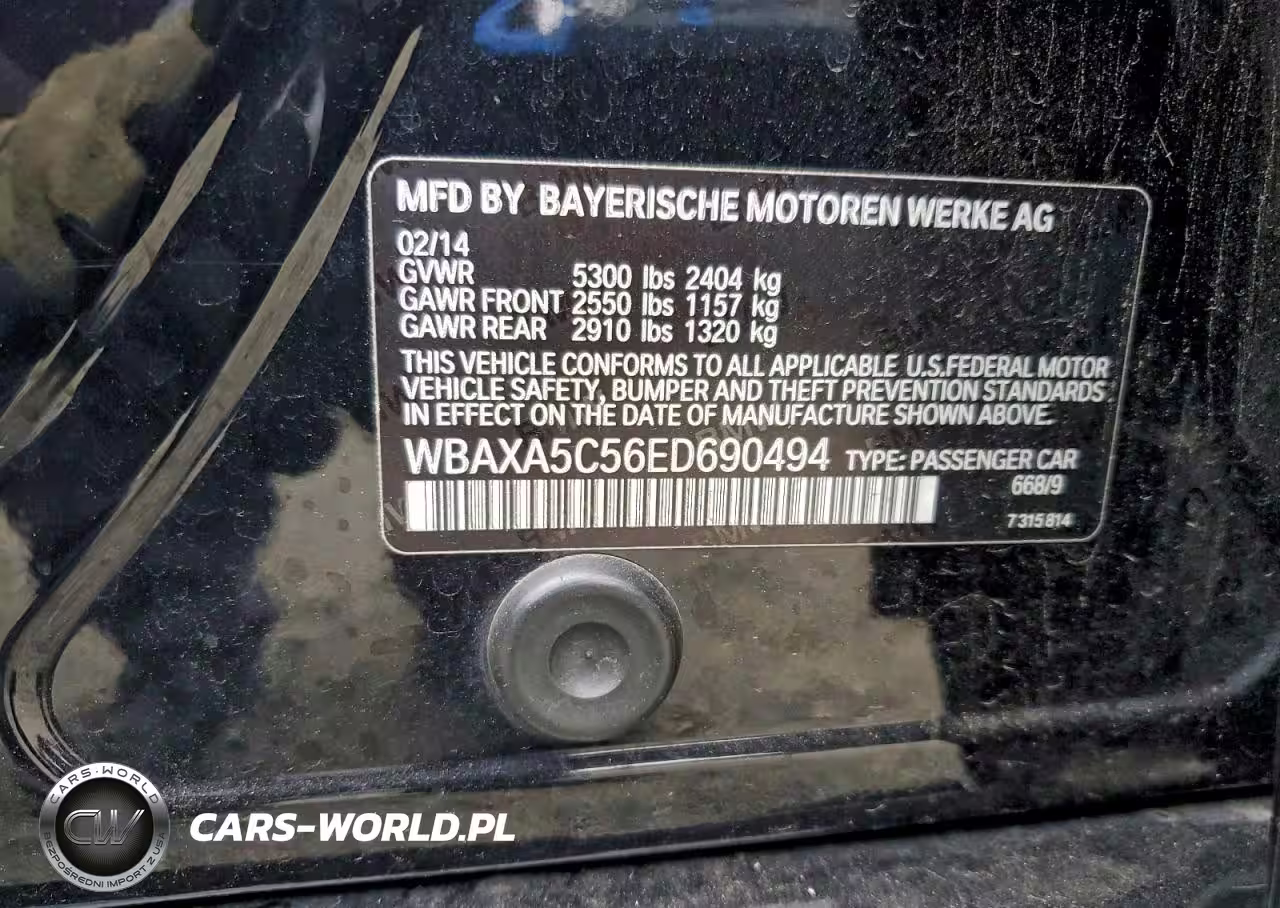 MFD BY BAYERISCHE MOTOREN WERKE AG
02/14
GVWR 5300 lbs 2404 kg
GAWR FRONT 2550 lbs 1157 kg
GAWR REAR 2910 lbs 1320 kg
THIS VEHICLE CONFORMS TO ALL APPLICABLE U.S.FEDERAL MOTOR
VEHICLE SAFETY, BUMPER AND THEFT PREVENTION STANDARDS
IN EFFECT ON THE DATE OF MANUFACTURE SHOWN ABOVE.
WBAXA5C56ED690494 TYPE: PASSENGER CAR
668/9
7 315 814
CARS-WORLD
CW
BEZPOŚREDNI IMPORT Z USA
CARS-WORLD.PL